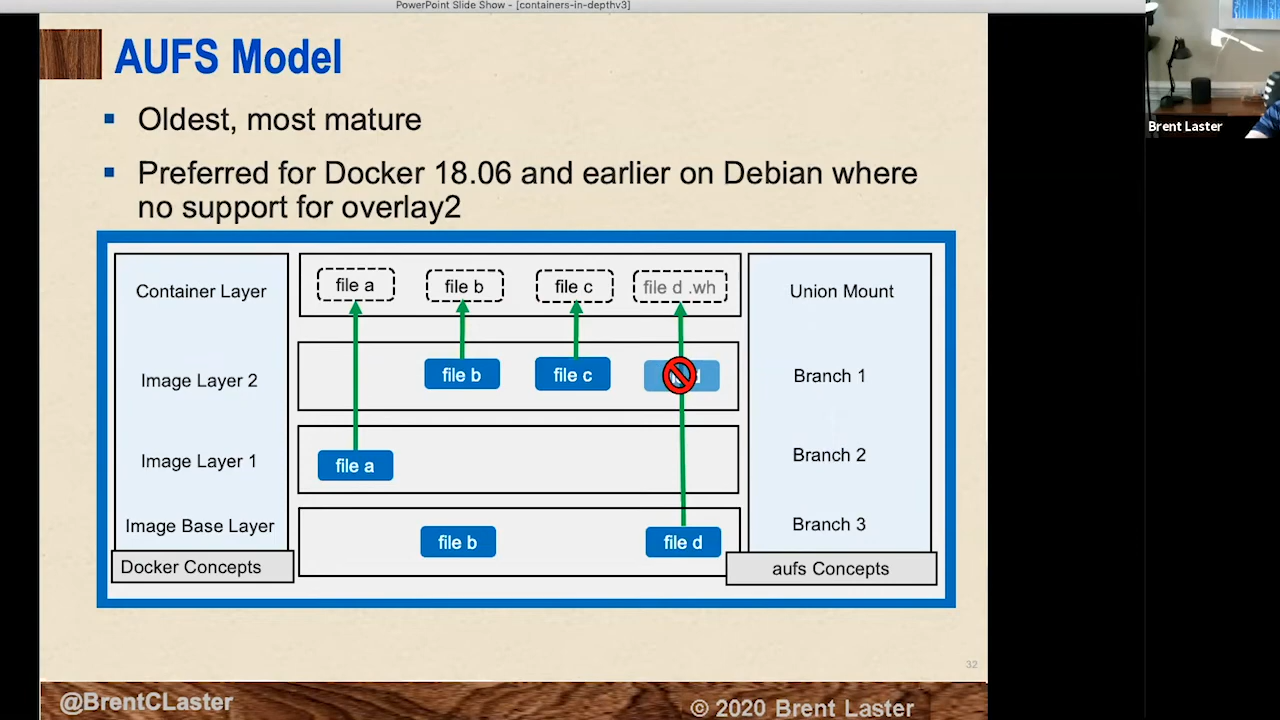 PowerPoint Slide Show - [containers-in-depthv3]
AUFS Model
Oldest, most mature
Preferred for Docker 18.06 and earlier on Debian where
no support for overlay2
Container Layer
file a
file b
file c
file d .wh
Union Mount
Image Layer 2
file b
file c
Branch 1
Image Layer 1
file a
Branch 2
Image Base Layer
file b
file d
Branch 3
Docker Concepts
aufs Concepts
32
@BrentCLaster
© 2020 Brent Laster
Brent Laster